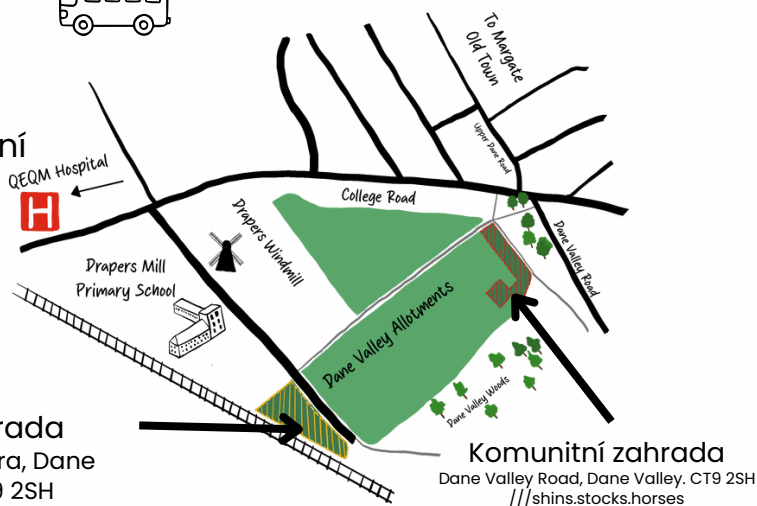 To Margate
Old Town
Upper Dane Road
ní
QEQM Hospital
H
College Road
Drapers Windmill
Dane Valley Road
Drapers Mill
Primary School
Dane Valley Allotments
Dane Valley Woods
rada
ra, Dane
9 2SH
Komunitní zahrada
Dane Valley Road, Dane Valley. CT9 2SH
///shins.stocks.horses